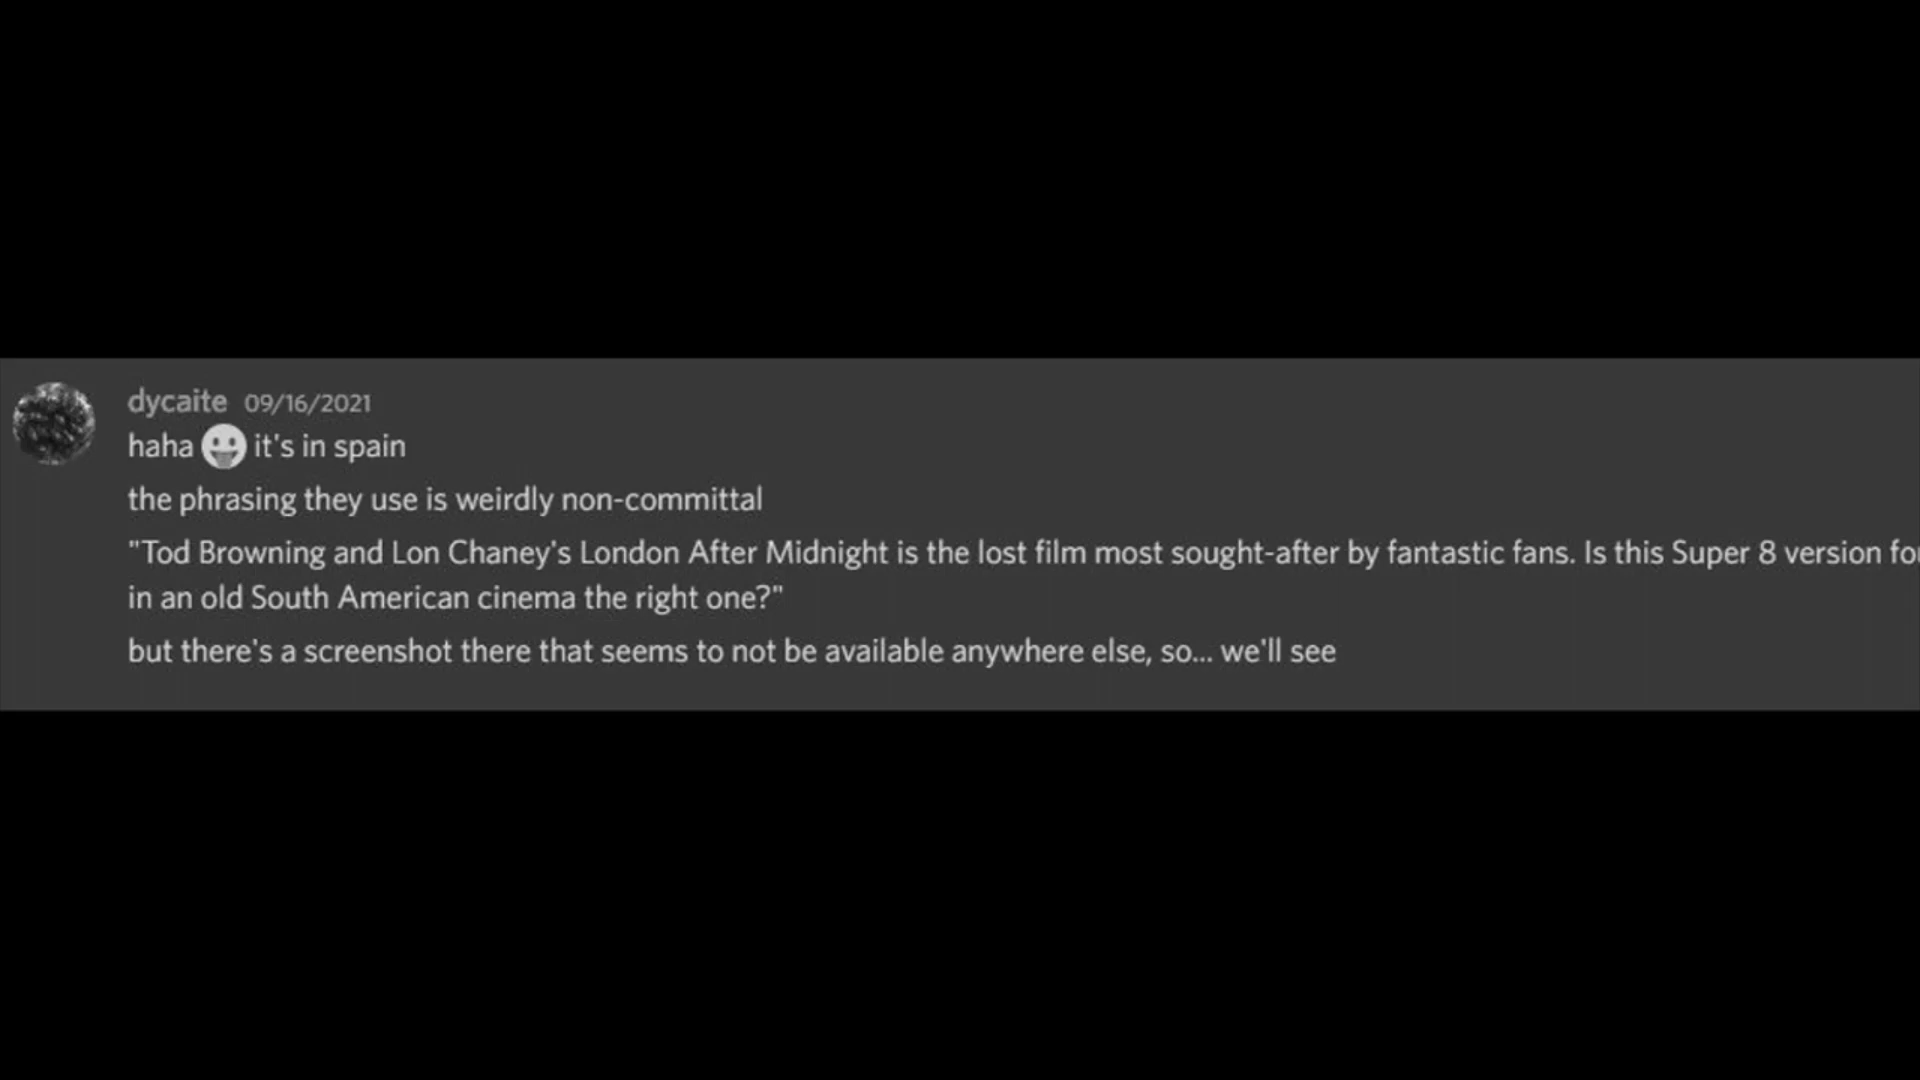 dycaite 09/16/2021
haha 😛 it's in spain
the phrasing they use is weirdly non-committal
"Tod Browning and Lon Chaney's London After Midnight is the lost film most sought-after by fantastic fans. Is this Super 8 version
in an old South American cinema the right one?"
but there's a screenshot there that seems to not be available anywhere else, so... we'll see